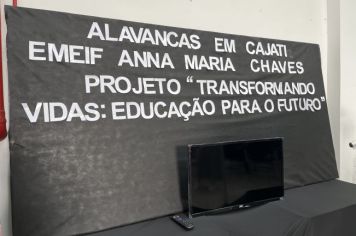 ALAVANCAS EM CAJATI
EMEIF ANNA MARIA CHAVES
PROJETO "TRANSFORMANDO
VIDAS: EDUCAÇÃO PARA O FUTURO"